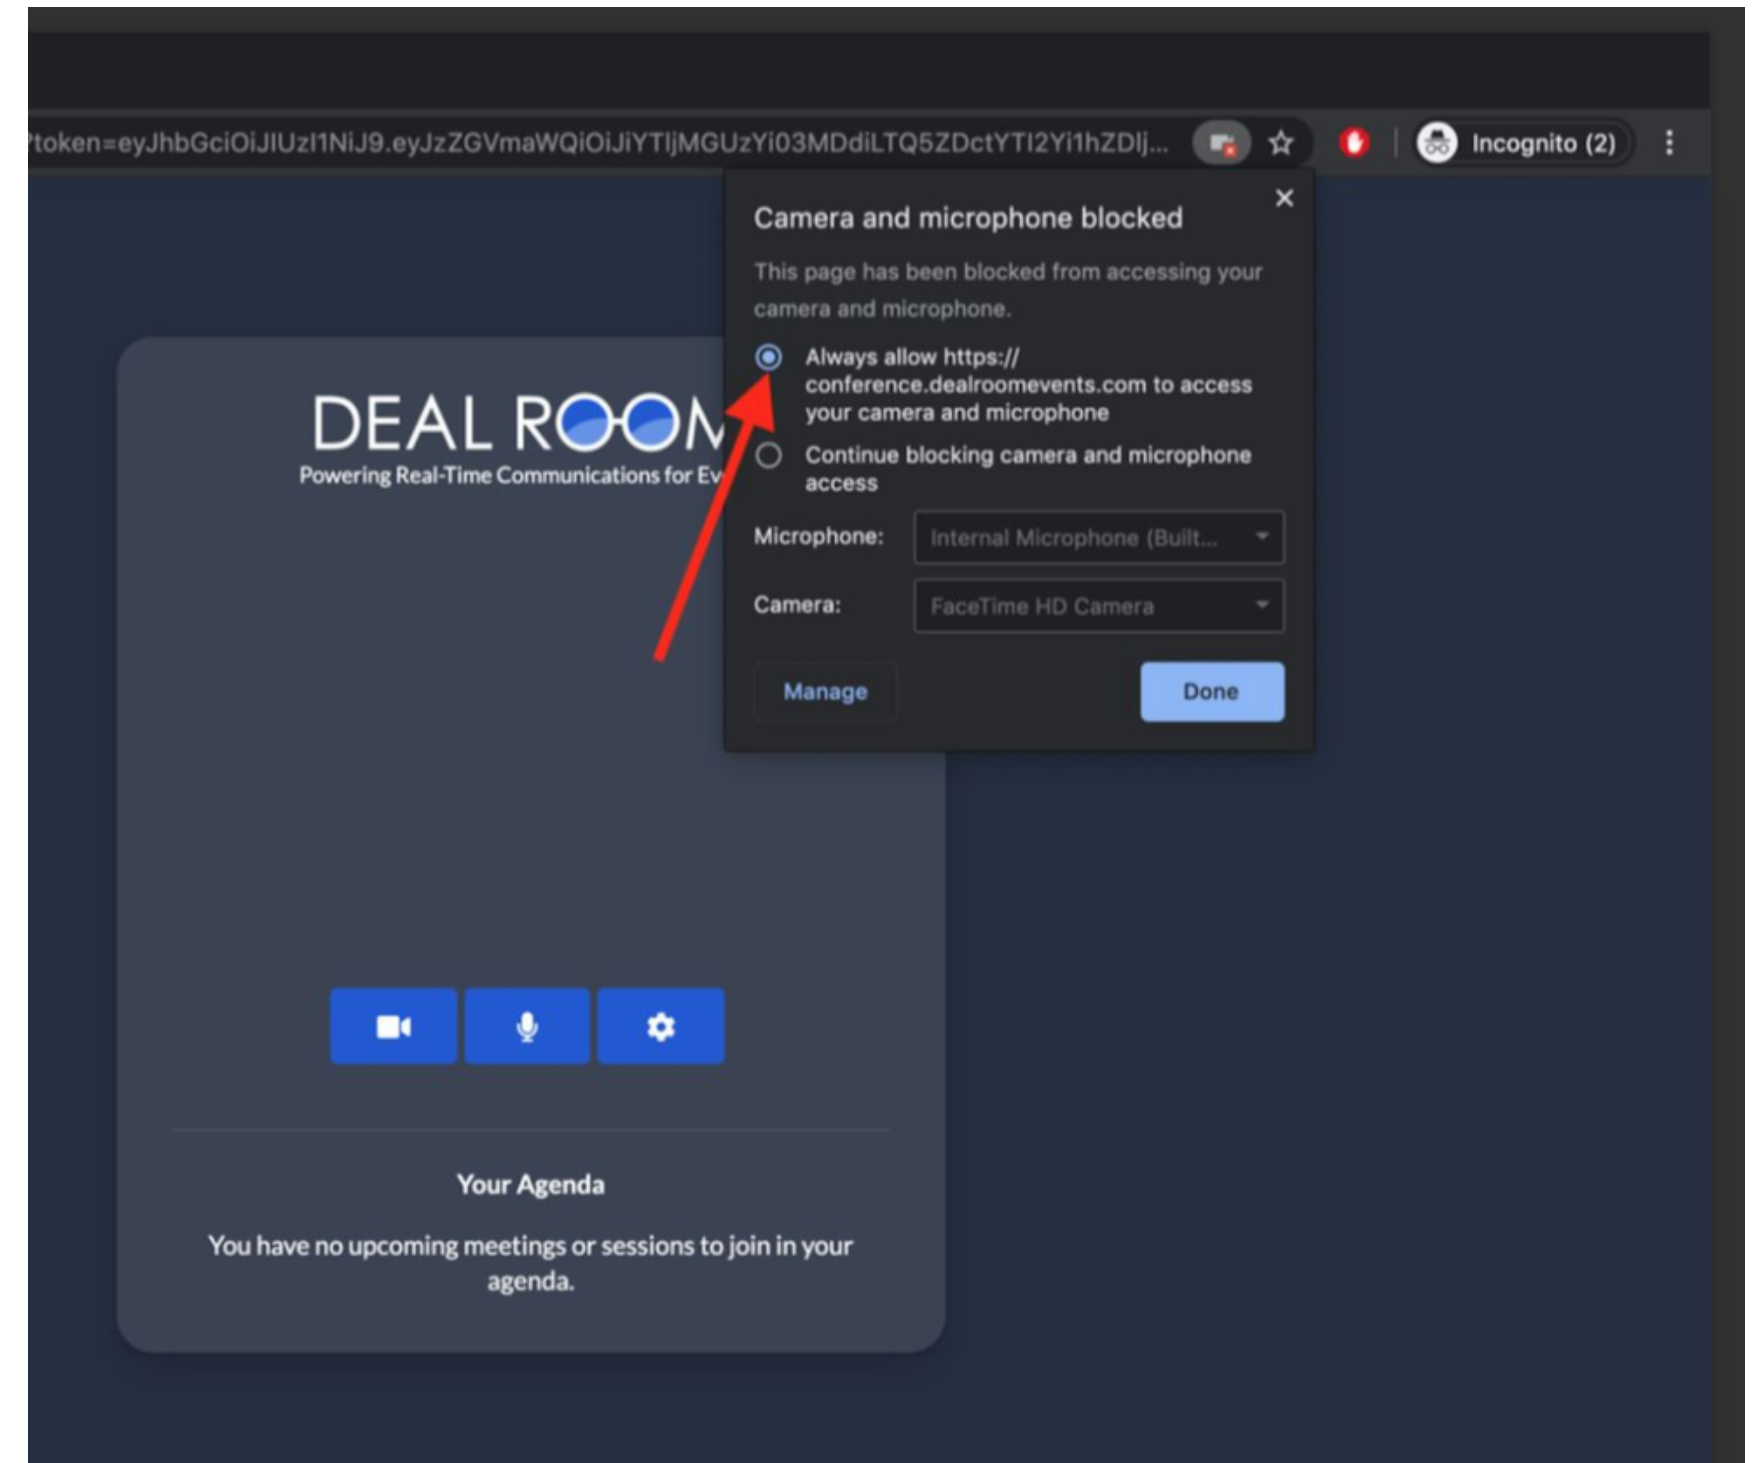 ?token=eyJhbGciOiJIUzI1NiJ9.eyJzZGVmaWQiOiJiYTljMGUzYi03MDdiLTQ5ZDctYTI2Yi1hZDlj...
Incognito (2)
Camera and microphone blocked
This page has been blocked from accessing your
camera and microphone.
Always allow https://
conference.dealroomevents.com to access
your camera and microphone
Continue blocking camera and microphone
access
Microphone: Internal Microphone (Built...
Camera: FaceTime HD Camera
Manage
Done
DEAL ROOM
Powering Real-Time Communications for Ev
Your Agenda
You have no upcoming meetings or sessions to join in your
agenda.